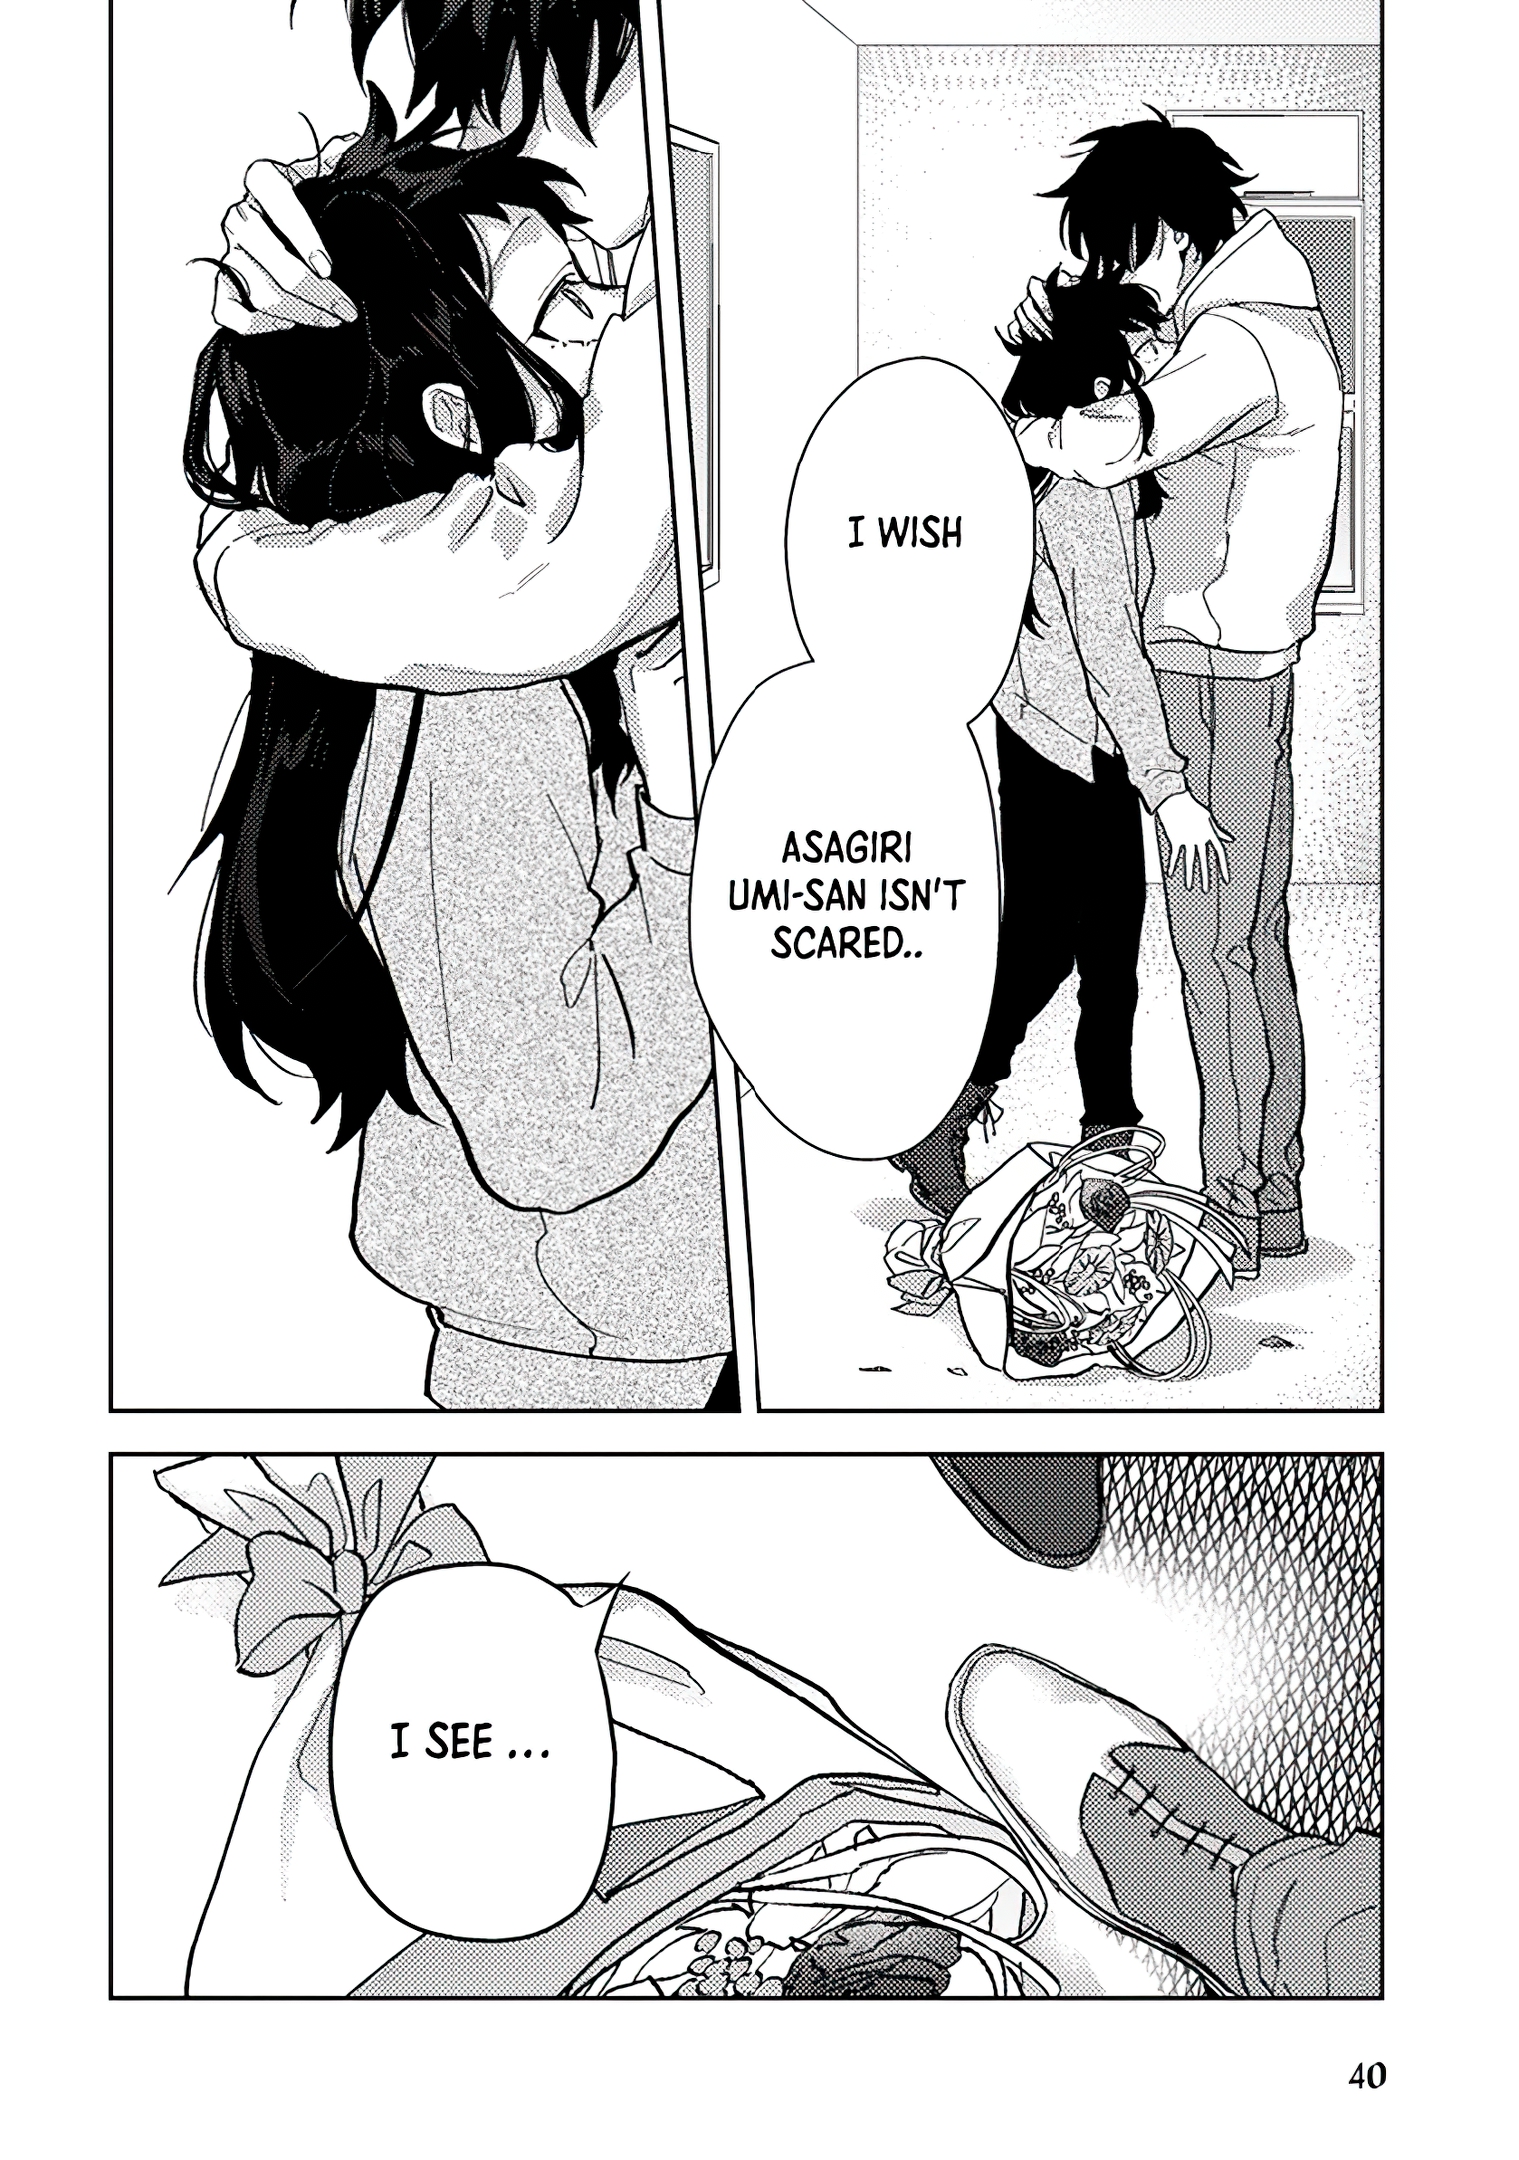 I WISH
ASAGIRI
UMI-SAN ISN'T
SCARED..
I SEE ...
40